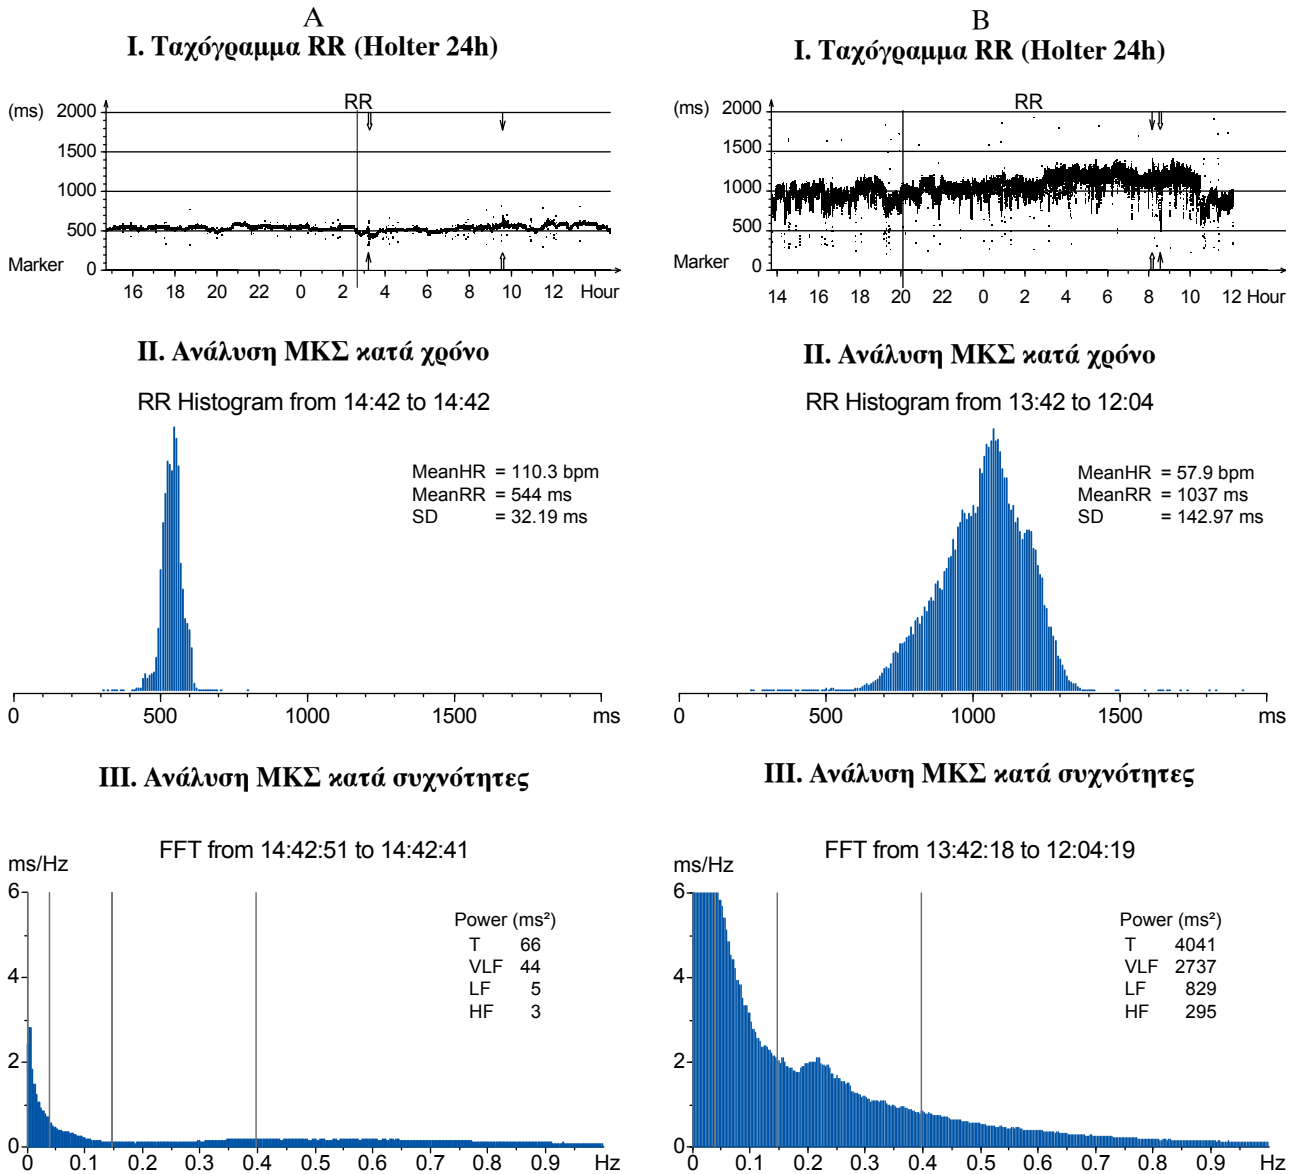 A
I. Ταχόγραμμα RR (Holter 24h)
RR
(ms)
2000
1500
1000
500
Marker
0
16 18 20 22 0 2 4 6 8 10 12 Hour
II. Ανάλυση ΜΚΣ κατά χρόνο
RR Histogram from 14:42 to 14:42
MeanHR = 110.3 bpm
MeanRR = 544 ms
SD = 32.19 ms
0 500 1000 1500 ms
III. Ανάλυση ΜΚΣ κατά συχνότητες
FFT from 14:42:51 to 14:42:41
ms/Hz
6
4
2
0
Power (ms²)
T 66
VLF 44
LF 5
HF 3
0 0.1 0.2 0.3 0.4 0.5 0.6 0.7 0.8 0.9 Hz
B
I. Ταχόγραμμα RR (Holter 24h)
RR
(ms)
2000
1500
1000
500
Marker
0
14 16 18 20 22 0 2 4 6 8 10 12 Hour
II. Ανάλυση ΜΚΣ κατά χρόνο
RR Histogram from 13:42 to 12:04
MeanHR = 57.9 bpm
MeanRR = 1037 ms
SD = 142.97 ms
0 500 1000 1500 ms
III. Ανάλυση ΜΚΣ κατά συχνότητες
FFT from 13:42:18 to 12:04:19
ms/Hz
6
4
2
0
Power (ms²)
T 4041
VLF 2737
LF 829
HF 295
0 0.1 0.2 0.3 0.4 0.5 0.6 0.7 0.8 0.9 Hz